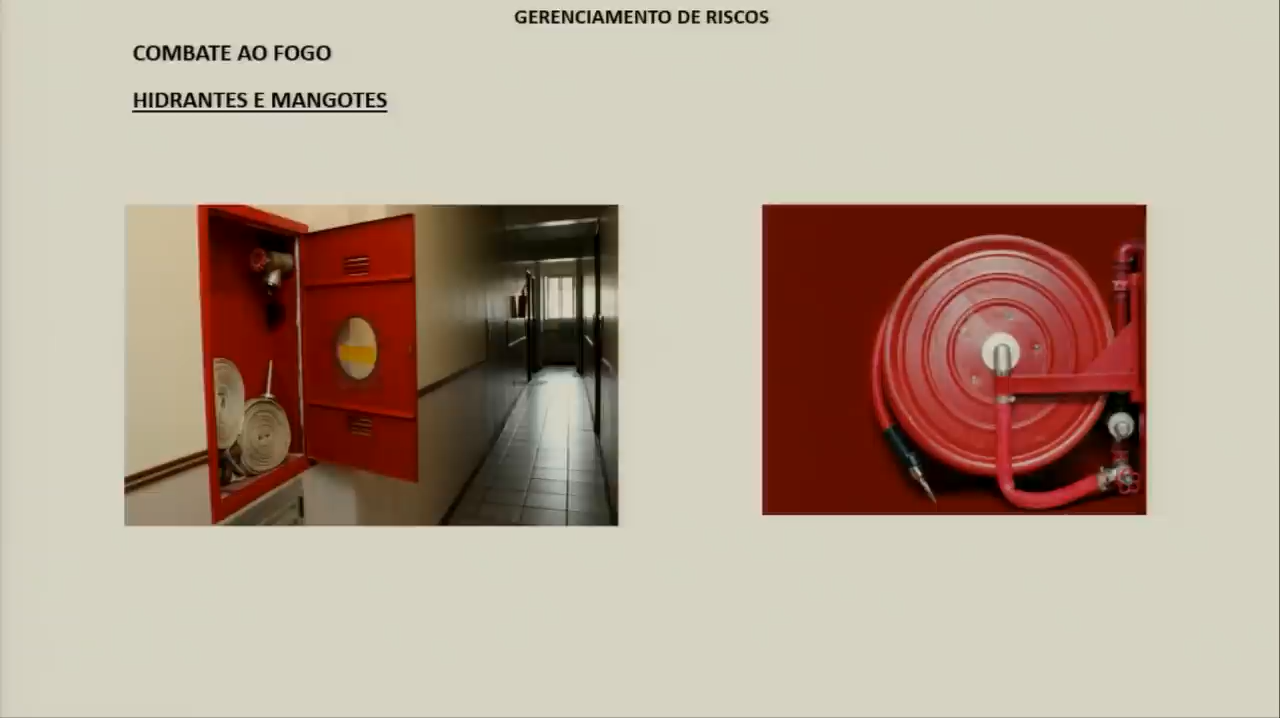 GERENCIAMENTO DE RISCOS
COMBATE AO FOGO
HIDRANTES E MANGOTES